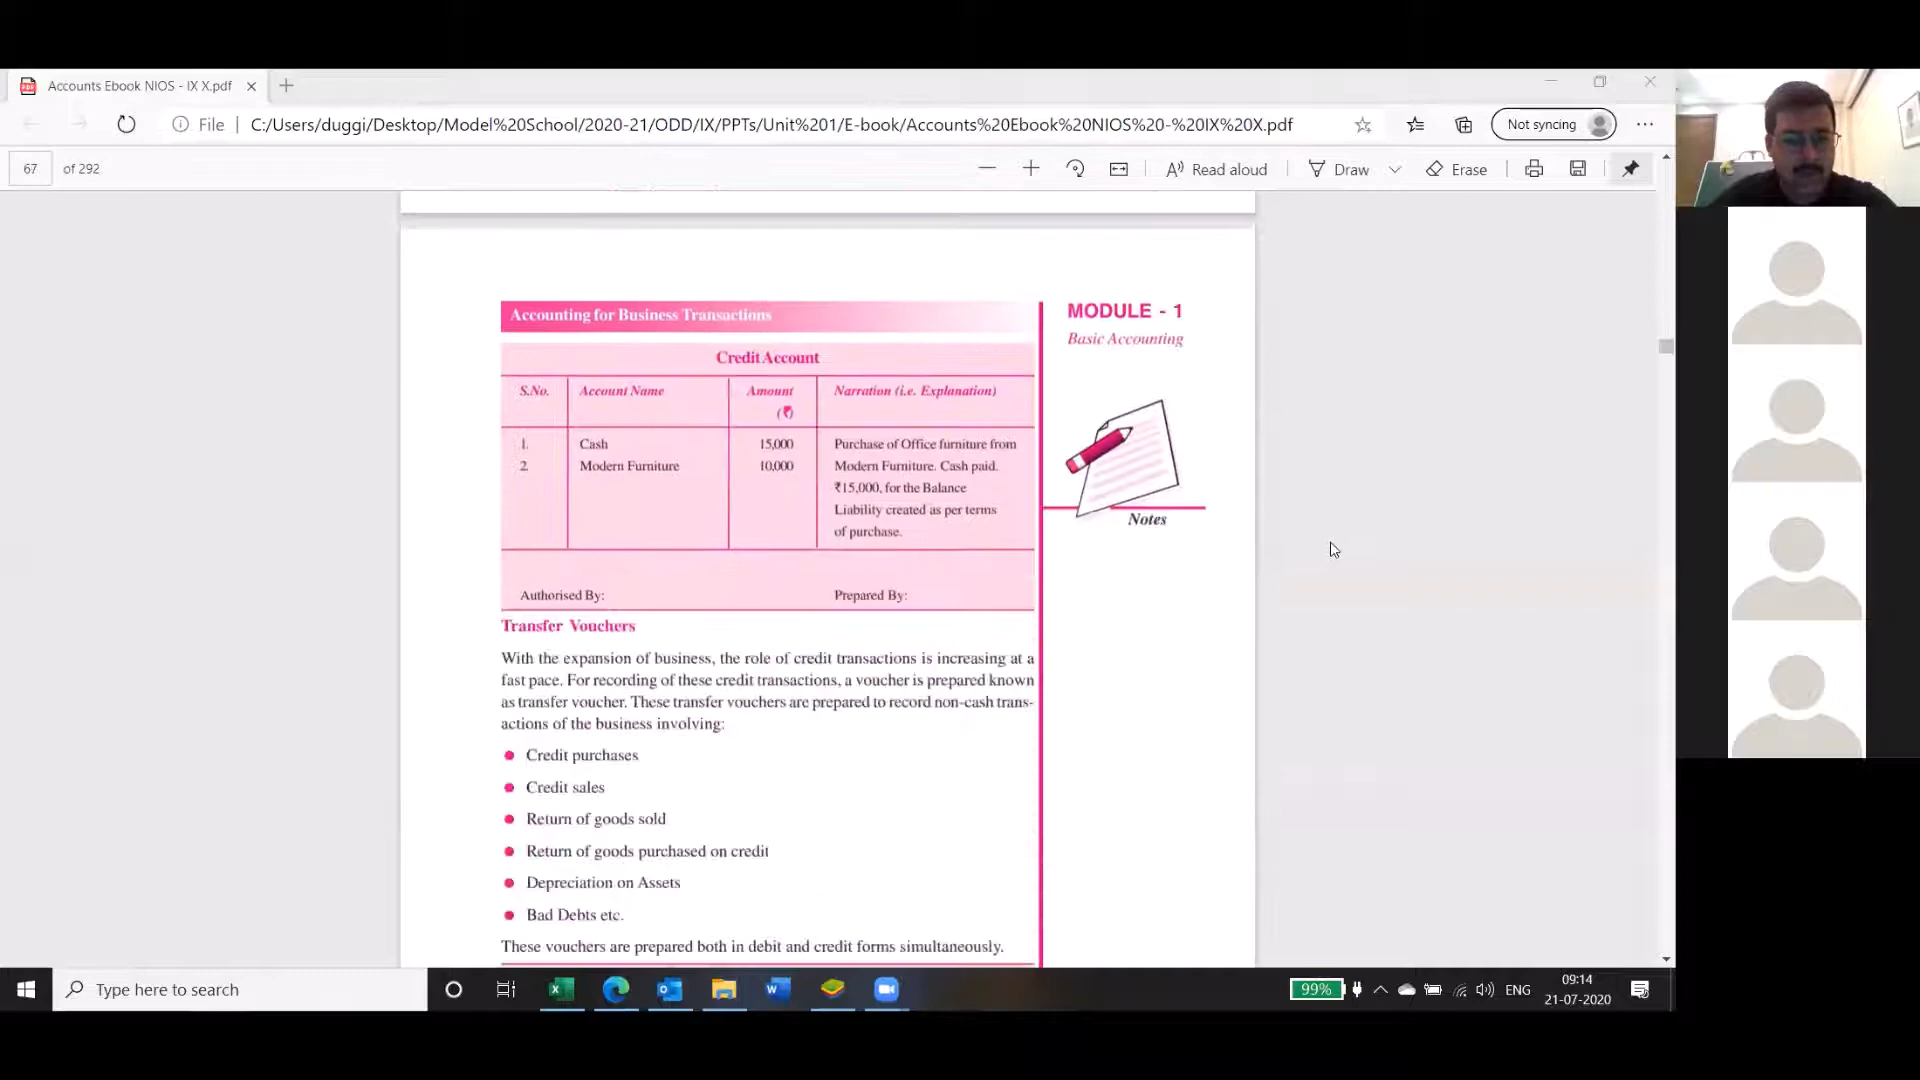 Accounts Ebook NIOS - IX X.pdf
File | C:/Users/duggi/Desktop/Model%20School/2020-21/ODD/IX/PPTs/Unit%201/E-book/Accounts%20Ebook%20NIOS%20-%20IX%20X.pdf
Not syncing
67 of 292
Read aloud
Draw
Erase
Accounting for Business Transactions
MODULE - 1
Basic Accounting
Credit Account
S.No. Account Name Amount (₹) Narration (i.e. Explanation)
1. Cash 15,000 Purchase of Office furniture from
2. Modern Furniture 10,000 Modern Furniture. Cash paid.
₹15,000, for the Balance
Liability created as per terms
of purchase.
Notes
Authorised By: Prepared By:
Transfer Vouchers
With the expansion of business, the role of credit transactions is increasing at a
fast pace. For recording of these credit transactions, a voucher is prepared known
as transfer voucher. These transfer vouchers are prepared to record non-cash trans-
actions of the business involving:
Credit purchases
Credit sales
Return of goods sold
Return of goods purchased on credit
Depreciation on Assets
Bad Debts etc.
These vouchers are prepared both in debit and credit forms simultaneously.
Type here to search
99%
ENG
09:14
21-07-2020